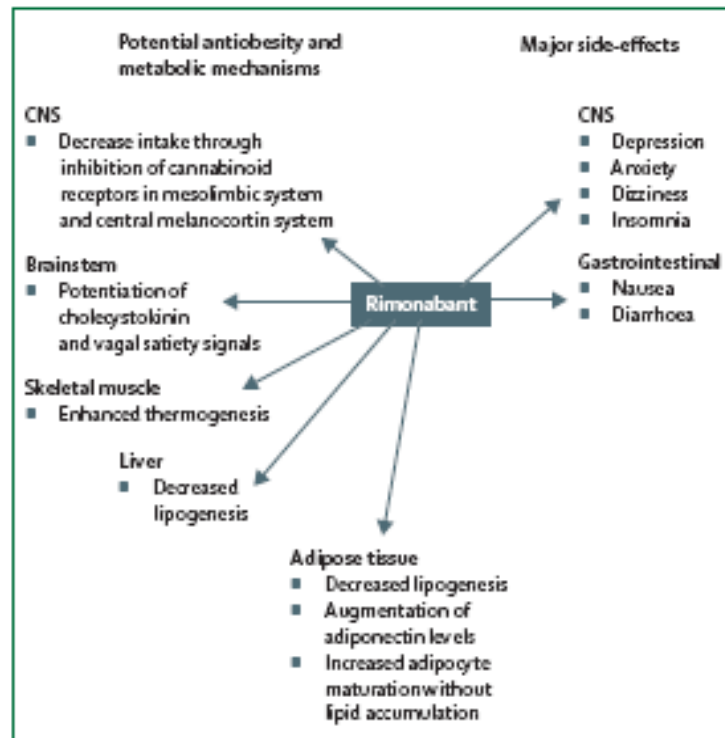 Potential antiobesity and
metabolic mechanisms
Major side-effects
CNS
Decrease intake through
inhibition of cannabinoid
receptors in mesolimbic system
and central melanocortin system
Brainstem
Potentiation of
cholecystokinin
and vagal satiety signals
Skeletal muscle
Enhanced thermogenesis
Liver
Decreased
lipogenesis
Adipose tissue
Decreased lipogenesis
Augmentation of
adiponectin levels
Increased adipocyte
maturation without
lipid accumulation
Rimonabant
CNS
Depression
Anxiety
Dizziness
Insomnia
Gastrointestinal
Nausea
Diarrhoea